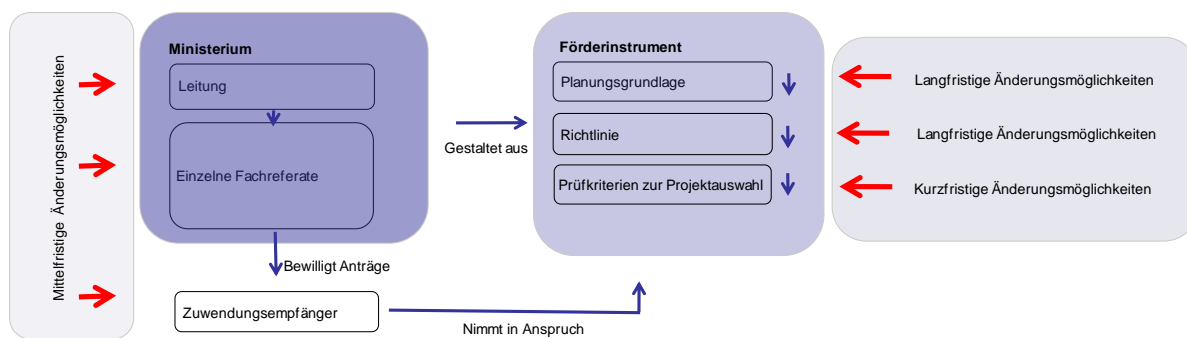 Mittelfristige Änderungsmöglichkeiten
Ministerium
Leitung
Einzelne Fachreferate
Bewilligt Anträge
Zuwendungsempfänger
Gestaltet aus
Nimmt in Anspruch
Förderinstrument
Planungsgrundlage
Richtlinie
Prüfkriterien zur Projektauswahl
Langfristige Änderungsmöglichkeiten
Langfristige Änderungsmöglichkeiten
Kurzfristige Änderungsmöglichkeiten